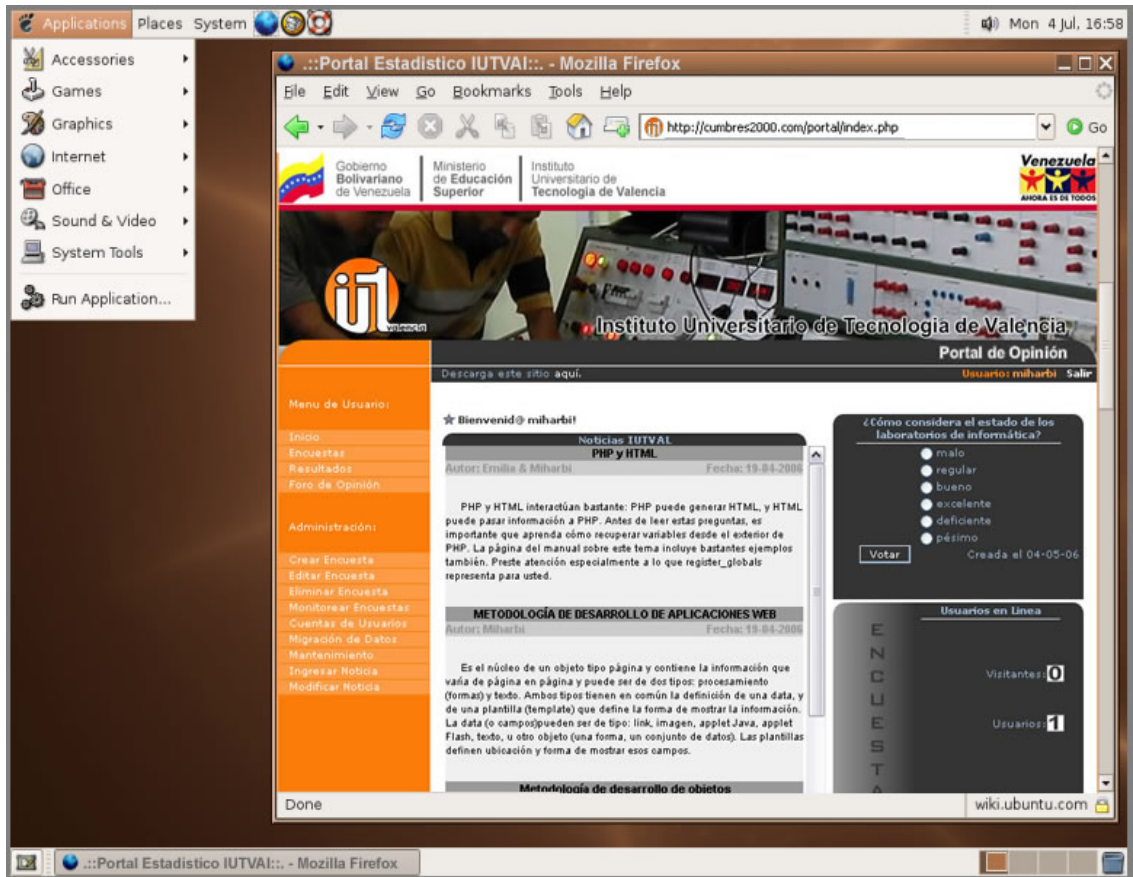 Applications Places System
Mon 4 Jul, 16:58
Accessories
Games
Graphics
Internet
Office
Sound & Video
System Tools
Run Application...
.::Portal Estadistico IUTVAl::. - Mozilla Firefox
File Edit View Go Bookmarks Tools Help
http://cumbres2000.com/portal/index.php
Go
Gobierno Bolivariano de Venezuela
Ministerio de Educación Superior
Instituto Universitario de Tecnología de Valencia
Venezuela
AHORA ES DE TODOS
iut
valencia
Instituto Universitario de Tecnologia de Valencia
Portal de Opinión
Descarga este sitio aquí.
Usuario: miharbi Salir
Menu de Usuario:
Inicio
Encuestas
Resultados
Foro de Opinión
Administración:
Crear Encuesta
Editar Encuesta
Eliminar Encuesta
Monitorear Encuestas
Cuentas de Usuarios
Migración de Datos
Mantenimiento
Ingresar Noticia
Modificar Noticia
Bienvenid@ miharbi!
Noticias IUTVAL
PHP y HTML
Autor: Emilia & Miharbi Fecha: 19-04-2006
PHP y HTML interactúan bastante: PHP puede generar HTML, y HTML
puede pasar información a PHP. Antes de leer estas preguntas, es
importante que aprenda cómo recuperar variables desde el exterior de
PHP. La página del manual sobre este tema incluye bastantes ejemplos
también. Preste atención especialmente a lo que register_globals
representa para usted.
METODOLOGÍA DE DESARROLLO DE APLICACIONES WEB
Autor: Miharbi Fecha: 19-04-2006
Es el núcleo de un objeto tipo página y contiene la información que
varía de página en página y puede ser de dos tipos: procesamiento
(formas) y texto. Ambos tipos tienen en común la definición de una data, y
de una plantilla (template) que define la forma de mostrar la información.
La data (o campos)pueden ser de tipo: link, imagen, applet Java, applet
Flash, texto, u otro objeto (una forma, un conjunto de datos). Las plantillas
definen ubicación y forma de mostrar esos campos.
Metodología de desarrollo de objetos
¿Cómo considera el estado de los
laboratorios de informática?
malo
regular
bueno
excelente
deficiente
pésimo
Votar Creada el 04-05-06
ENCUESTA
Usuarios en Linea
Visitantes: 0
Usuarios: 1
Done
wiki.ubuntu.com
.::Portal Estadistico IUTVAl::. - Mozilla Firefox